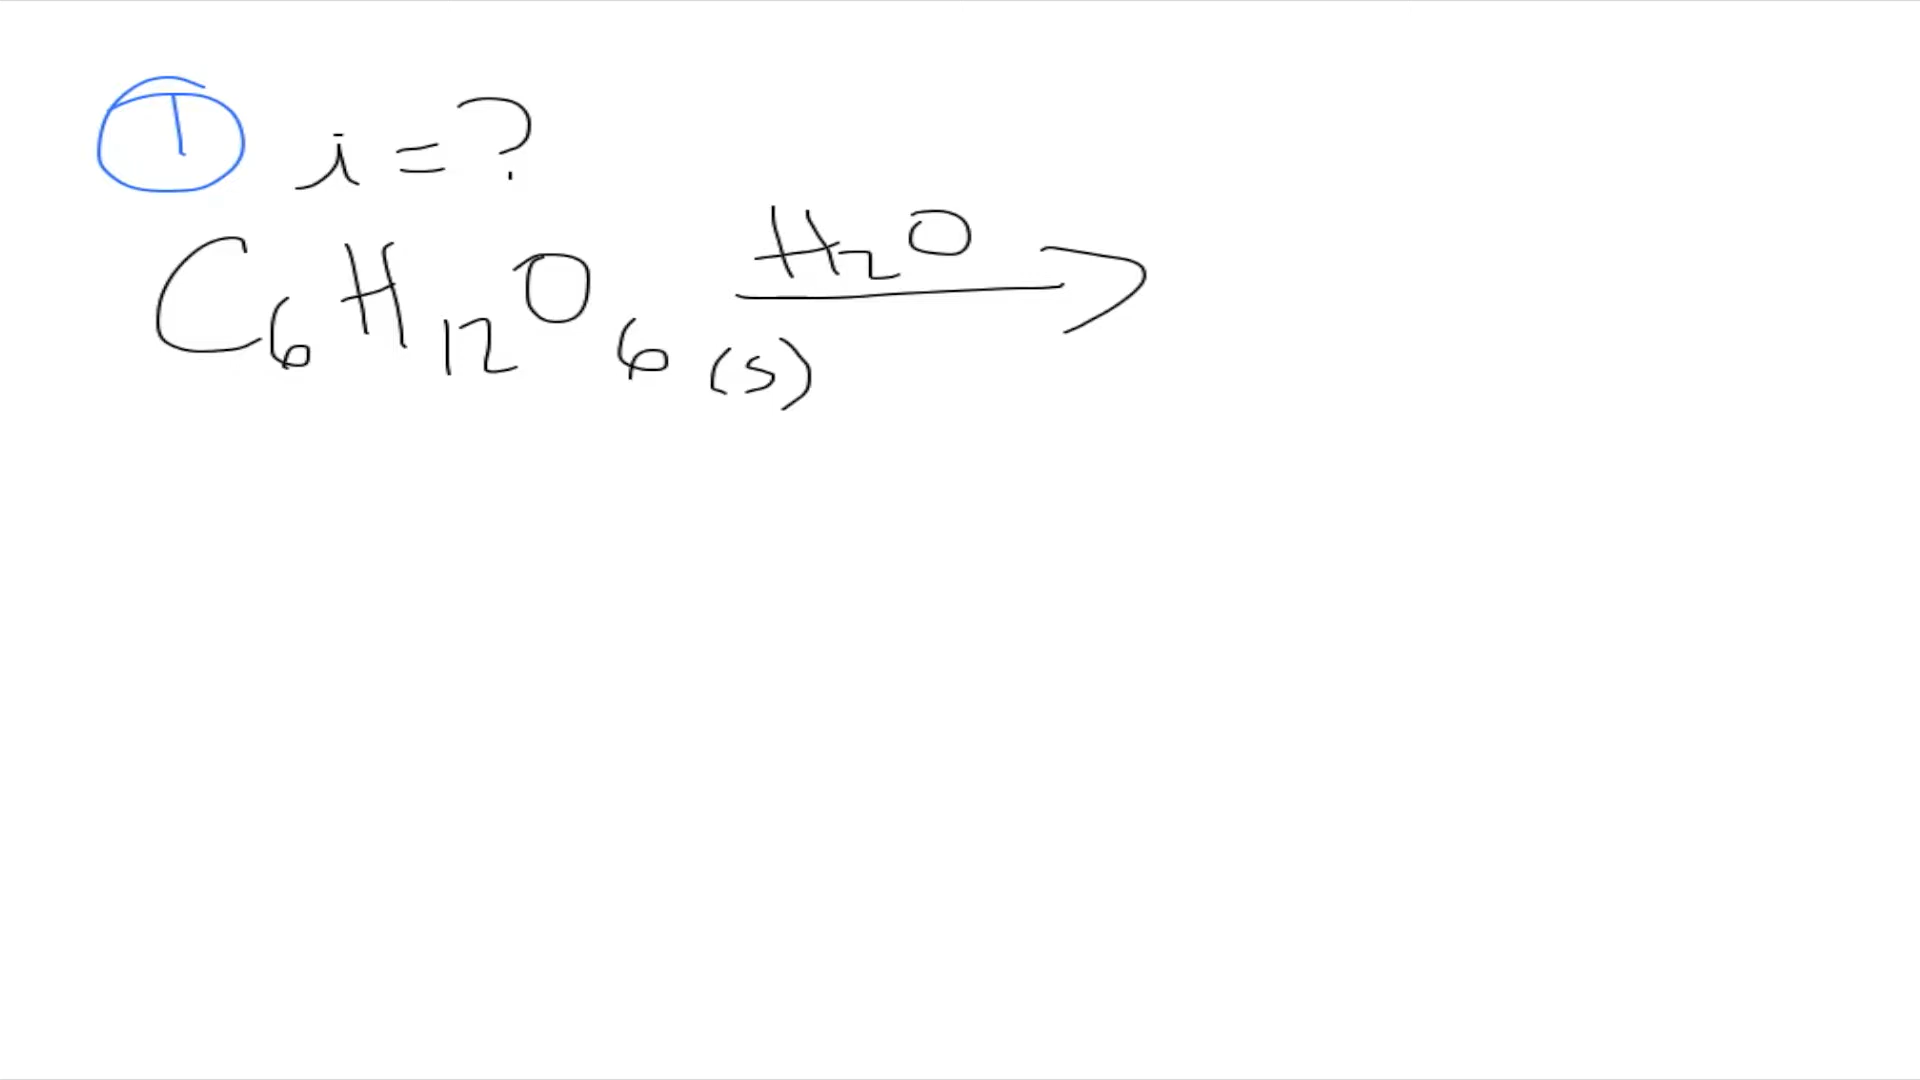 ① i = ?
C₆H₁₂O₆(s) H₂O →